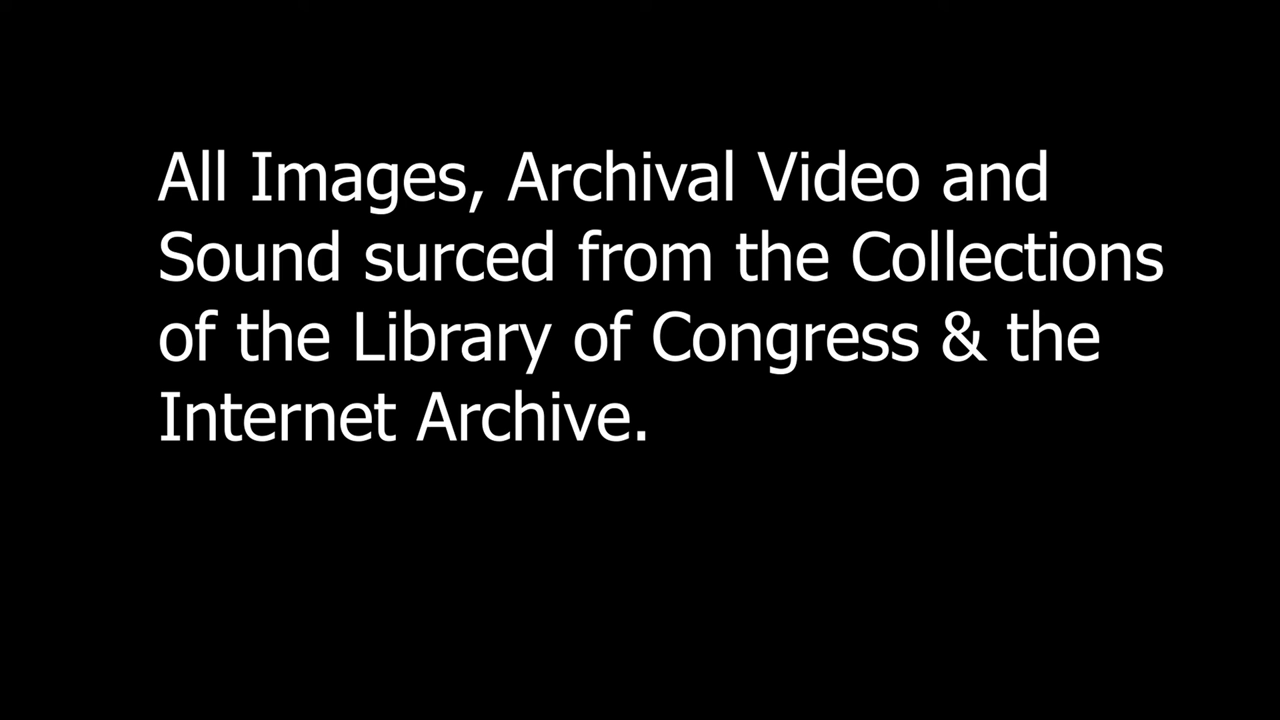 All Images, Archival Video and
Sound surced from the Collections
of the Library of Congress & the
Internet Archive.